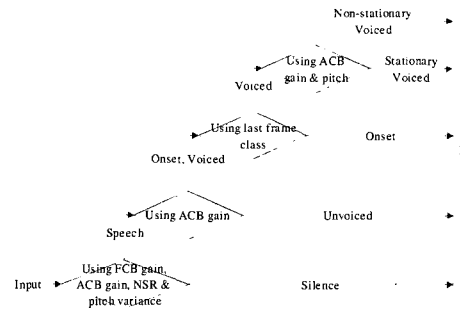 Non-stationary
Voiced
Using ACB
gain & pitch
Stationary
Voiced
Voiced
Using last frame
class
Onset
Onset, Voiced
Using ACB gain
Unvoiced
Speech
Input
Using FCB gain,
ACB gain, NSR &
pitch variance
Silence